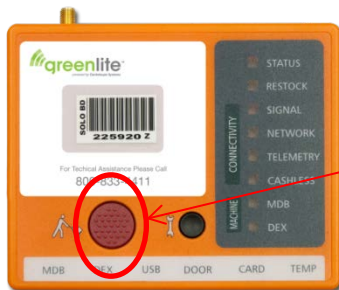 greenlite
SOLO BD
225920 Z
For Techical Assistance Please Call
STATUS
RESTOCK
SIGNAL
NETWORK
TELEMETRY
CASHLESS
MDB
DEX
CONNECTIVITY
MACHINE
MDB DEX USB DOOR CARD TEMP